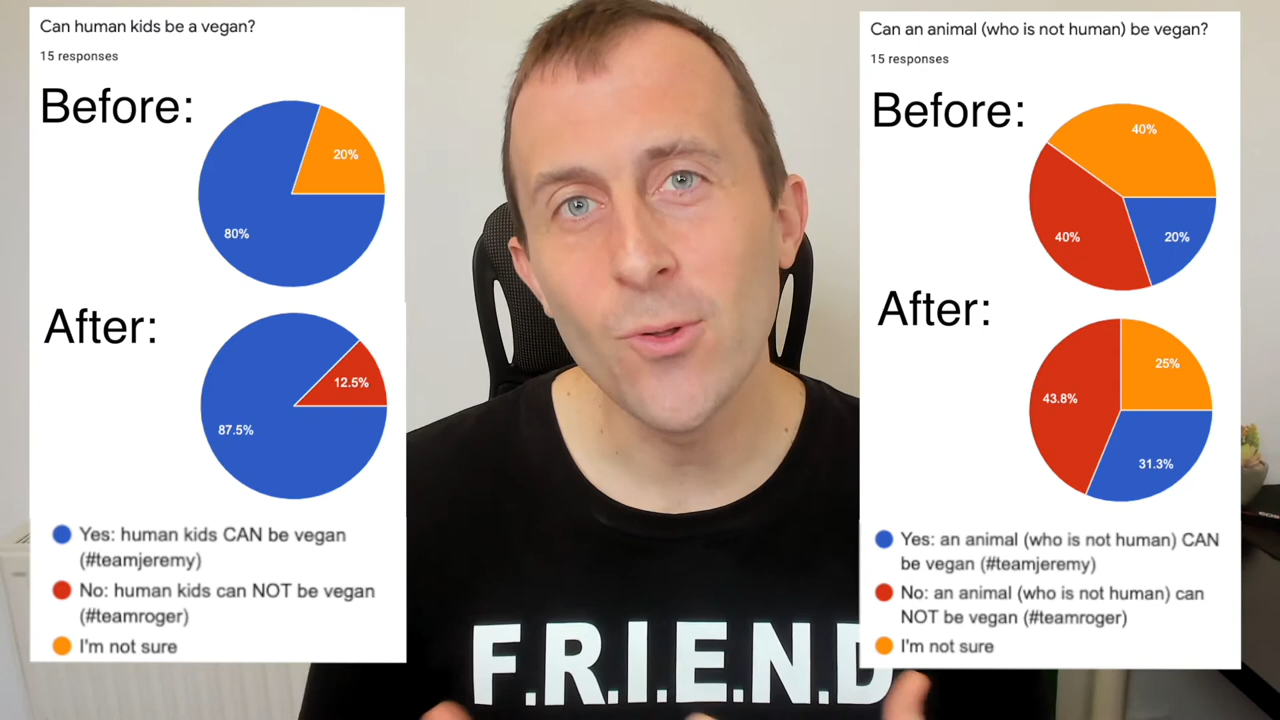 Can human kids be a vegan?
15 responses
Before:
20%
80%
After:
12.5%
87.5%
Yes: human kids CAN be vegan
(#teamjeremy)
No: human kids can NOT be vegan
(#teamroger)
I'm not sure
F.R.I.E.N.D
Can an animal (who is not human) be vegan?
15 responses
Before:
40%
40%
20%
After:
25%
43.8%
31.3%
Yes: an animal (who is not human) CAN
be vegan (#teamjeremy)
No: an animal (who is not human) can
NOT be vegan (#teamroger)
I'm not sure